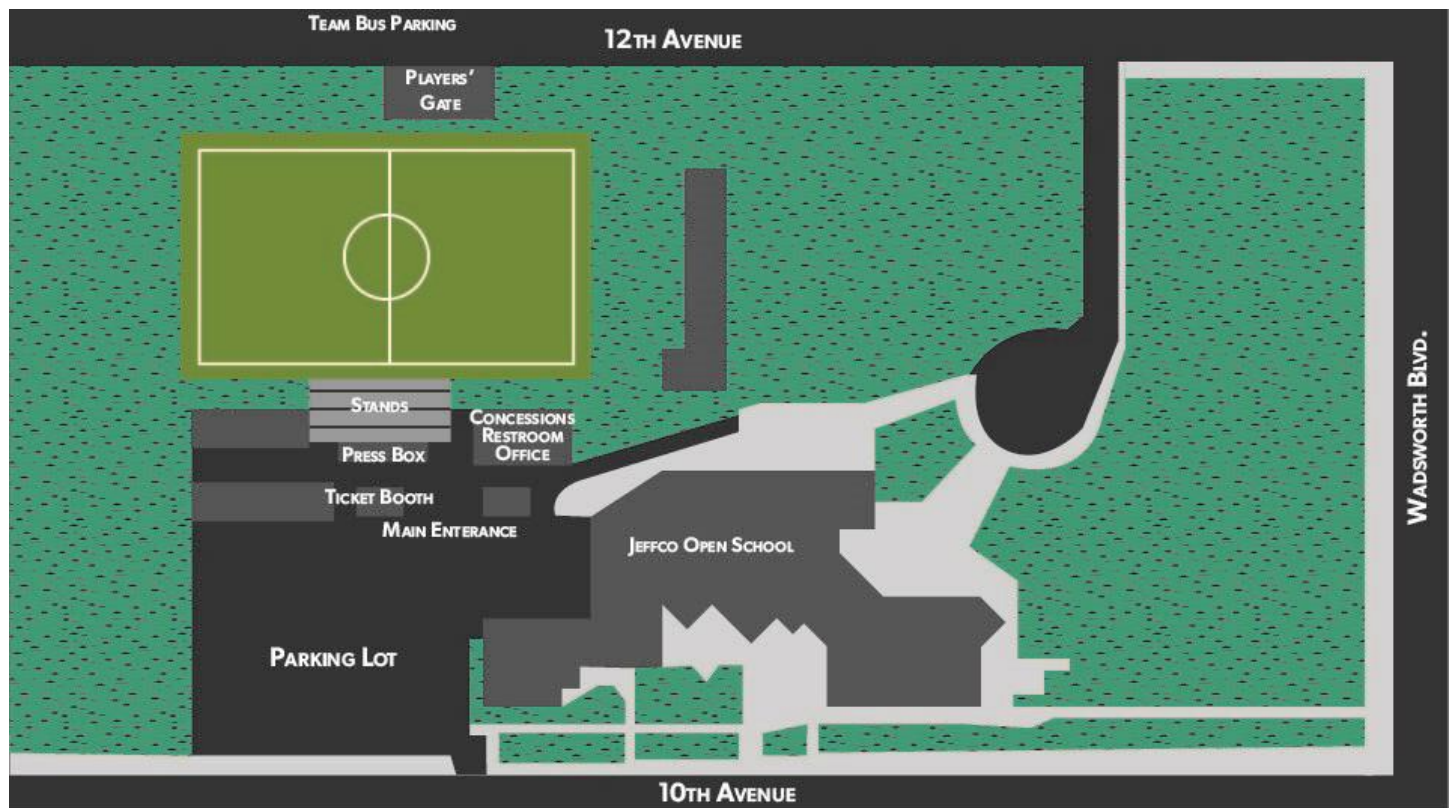 Team Bus Parking
12th Avenue
Players'
Gate
Stands
Concessions
Restroom
Office
Press Box
Ticket Booth
Main Enterance
Jeffco Open School
Parking Lot
Wadsworth Blvd.
10th Avenue